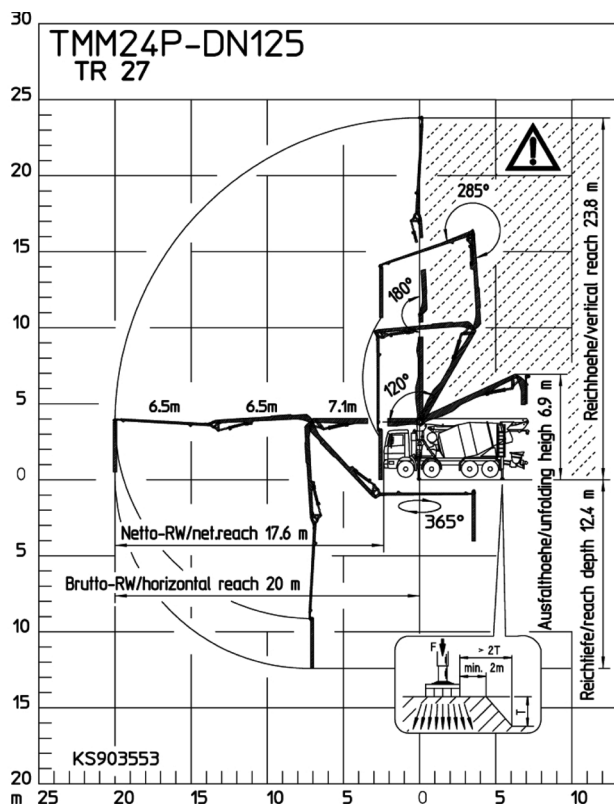 30
TMM24P-DN125
TR 27
25
20
285°
15
180°
10
120°
5
6.5m
6.5m
7.1m
0
365°
Netto-RW/net.reach 17.6 m
5
Brutto-RW/horizontal reach 20 m
10
15
20
KS903553
m
25
20
15
10
5
0
5
10
m
Reichhoehe/vertical reach 23.8 m
Ausfalthoehe/unfolding heigh 6.9 m
Reichtiefe/reach depth 12.4 m
F
> 2T
min. 2m
T
!